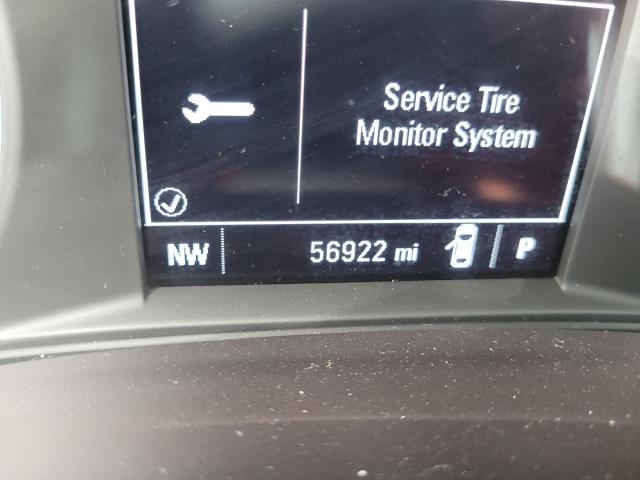 Service Tire
Monitor System
NW 56922 mi P